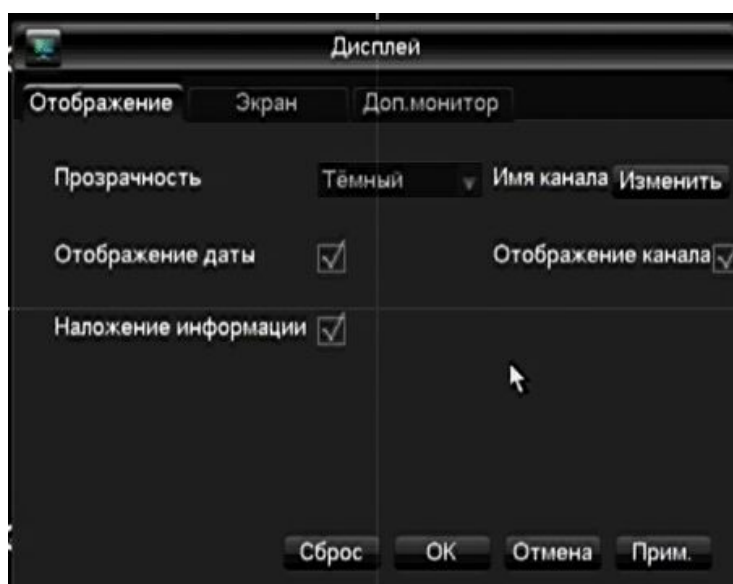 Дисплей
Отображение Экран Доп.монитор
Прозрачность Тёмный Имя канала Изменить
Отображение даты Отображение канала
Наложение информации
Сброс OK Отмена Прим.